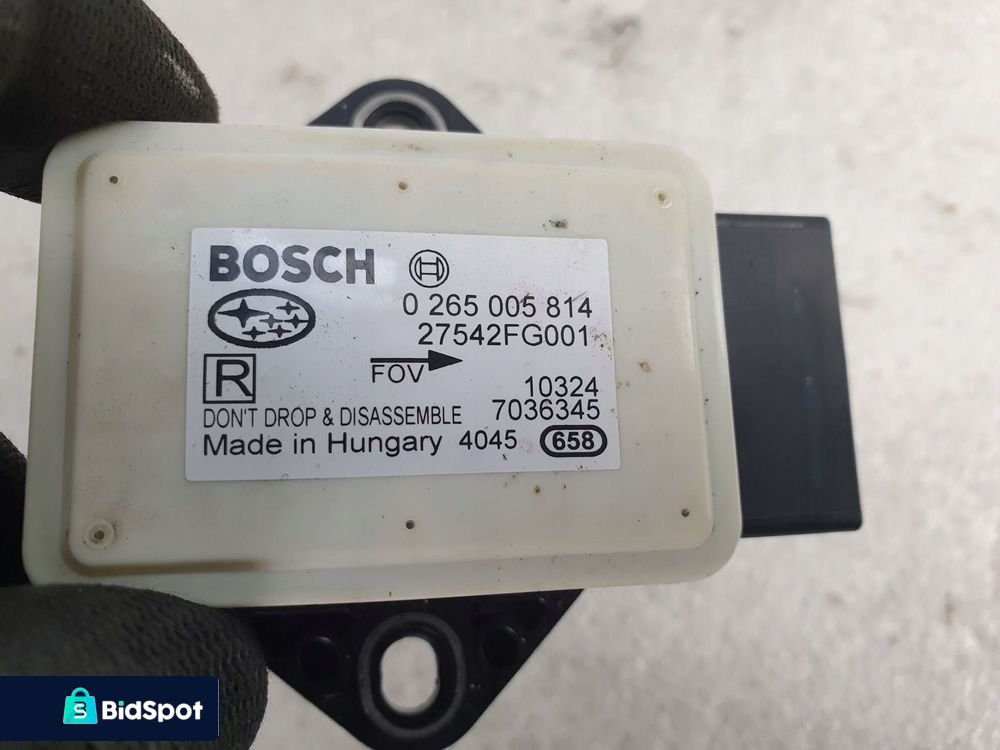 BOSCH
0 265 005 814
27542FG001
R
FOV
10324
DON'T DROP & DISASSEMBLE 7036345
Made in Hungary 4045 658
S BidSpot